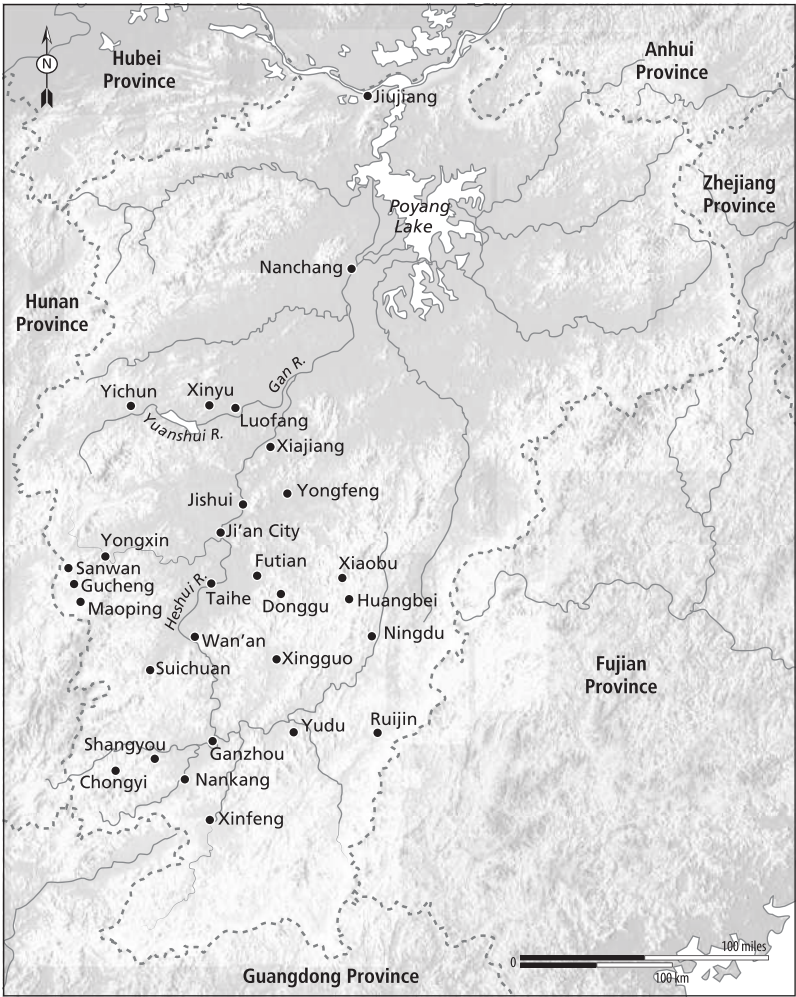 N
Hubei
Province
Anhui
Province
Jiujiang
Zhejiang
Province
Poyang
Lake
Nanchang
Hunan
Province
Gan R.
Yichun
Xinyu
Luofang
Yuanshui R.
Xiajiang
Yongfeng
Jishui
Ji’an City
Yongxin
Sanwan
Gucheng
Maoping
Futian
Xiaobu
Heshui R.
Taihe
Donggu
Huangbei
Wan’an
Ningdu
Suichuan
Xingguo
Fujian
Province
Yudu
Ruijin
Shangyou
Ganzhou
Chongyi
Nankang
Xinfeng
100 miles
0
100 km
Guangdong Province